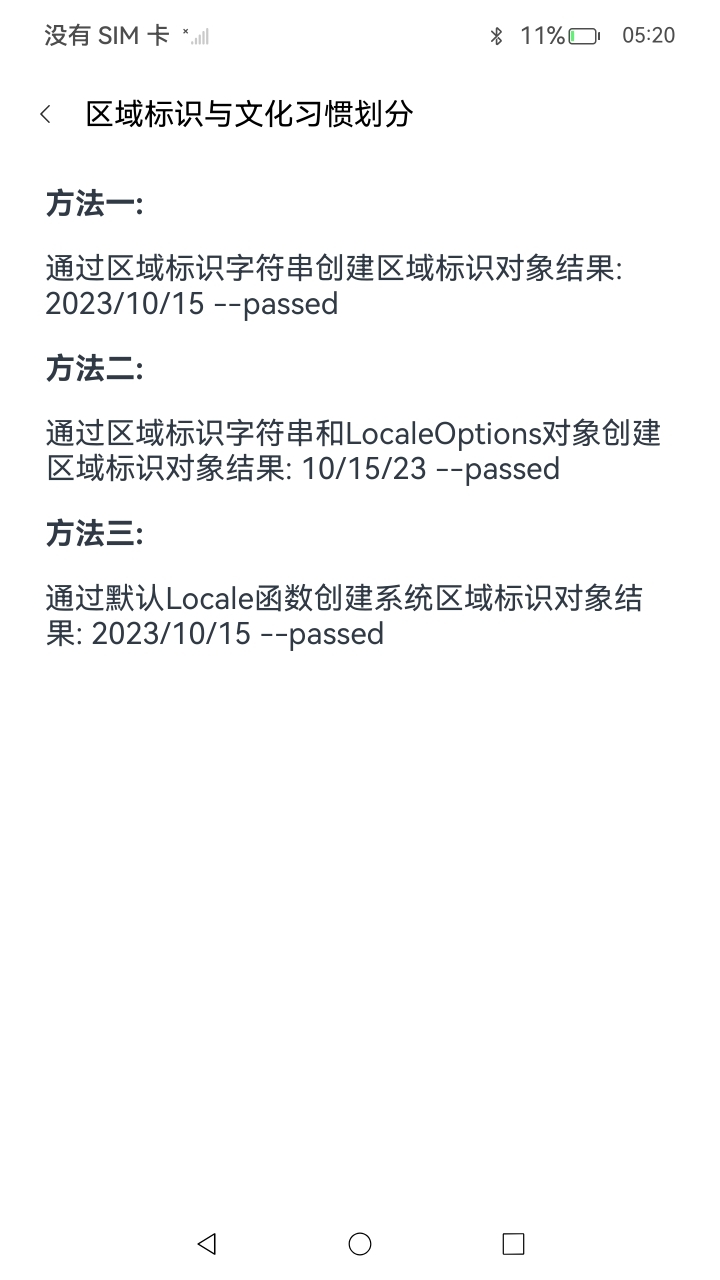 没有 SIM 卡 11% 05:20
区域标识与文化习惯划分
方法一:
通过区域标识字符串创建区域标识对象结果:
2023/10/15 --passed
方法二:
通过区域标识字符串和LocaleOptions对象创建
区域标识对象结果: 10/15/23 --passed
方法三:
通过默认Locale函数创建系统区域标识对象结
果: 2023/10/15 --passed